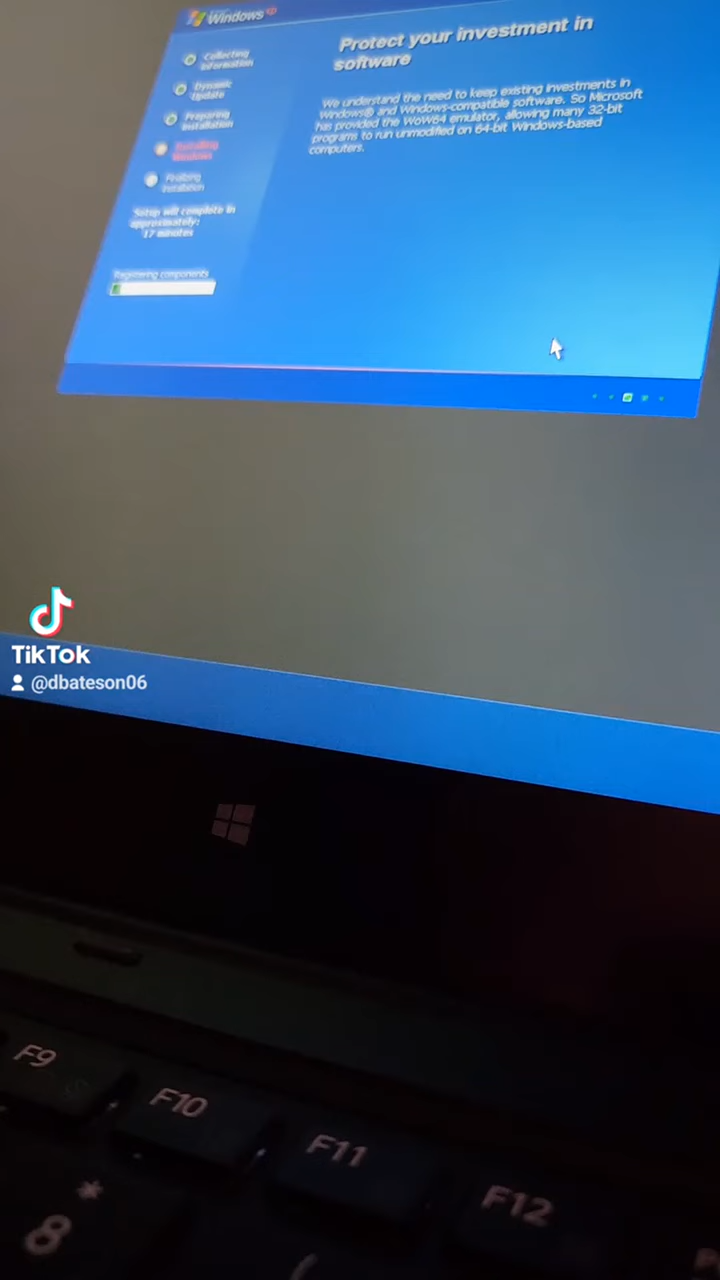 Windows xp
Protect your investment in
software
Collecting
information
Dynamic
Update
Preparing
installation
Installing
Windows
Finalizing
installation
Setup will complete in
approximately:
17 minutes
Registering components
We understand the need to keep existing investments in
Windows® and Windows-compatible software. So Microsoft
has provided the WoW64 emulator, allowing many 32-bit
programs to run unmodified on 64-bit Windows-based
computers.
TikTok
@dbateson06
F9
F10
F11
F12
*
8
(